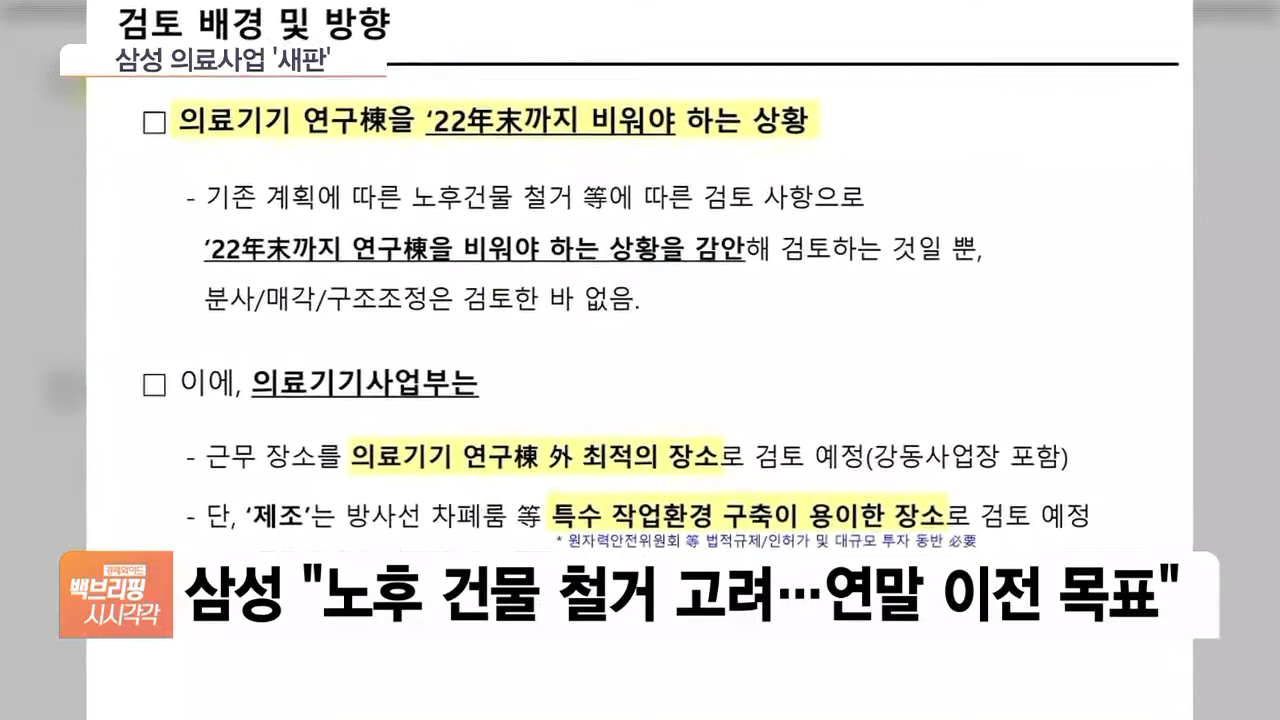 검토 배경 및 방향
삼성 의료사업 '새판'
□ 의료기기 연구棟을 ‘22年末까지 비워야 하는 상황
- 기존 계획에 따른 노후건물 철거 等에 따른 검토 사항으로
‘22年末까지 연구棟을 비워야 하는 상황을 감안해 검토하는 것일 뿐,
분사/매각/구조조정은 검토한 바 없음.
□ 이에, 의료기기사업부는
- 근무 장소를 의료기기 연구棟 外 최적의 장소로 검토 예정(강동사업장 포함)
- 단, ‘제조’는 방사선 차폐룸 等 특수 작업환경 구축이 용이한 장소로 검토 예정
* 원자력안전위원회 等 법적규제/인허가 및 대규모 투자 동반 必要
경제와이드
백브리핑
시시각각
삼성 "노후 건물 철거 고려…연말 이전 목표"